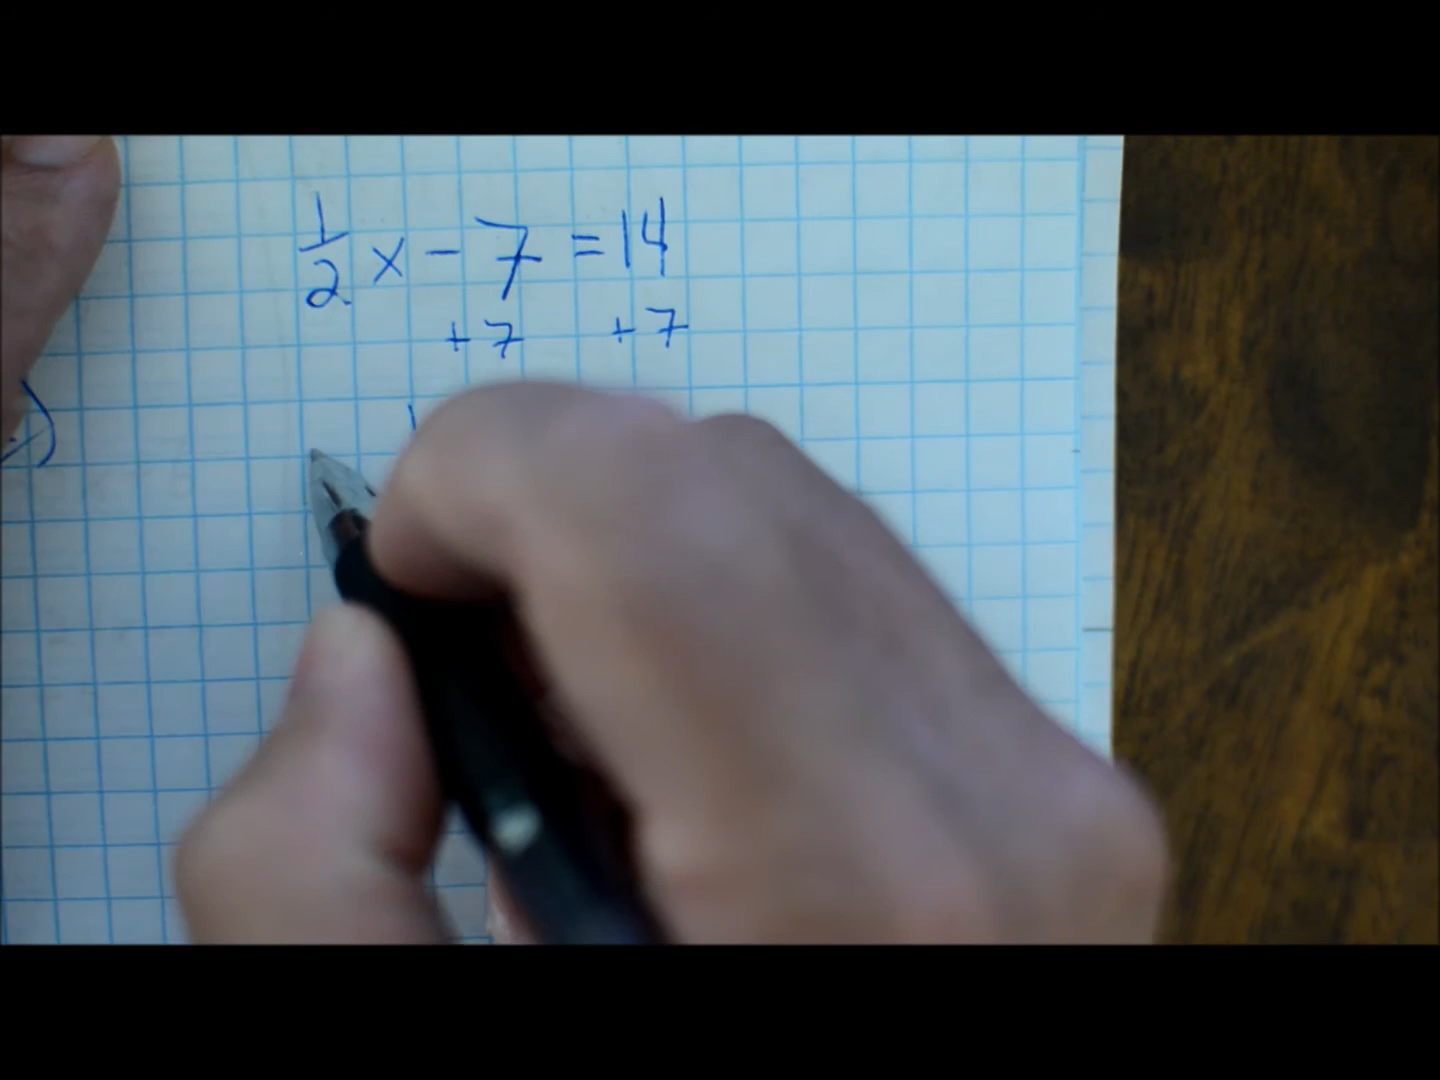 1/2 x - 7 = 14
+7 +7